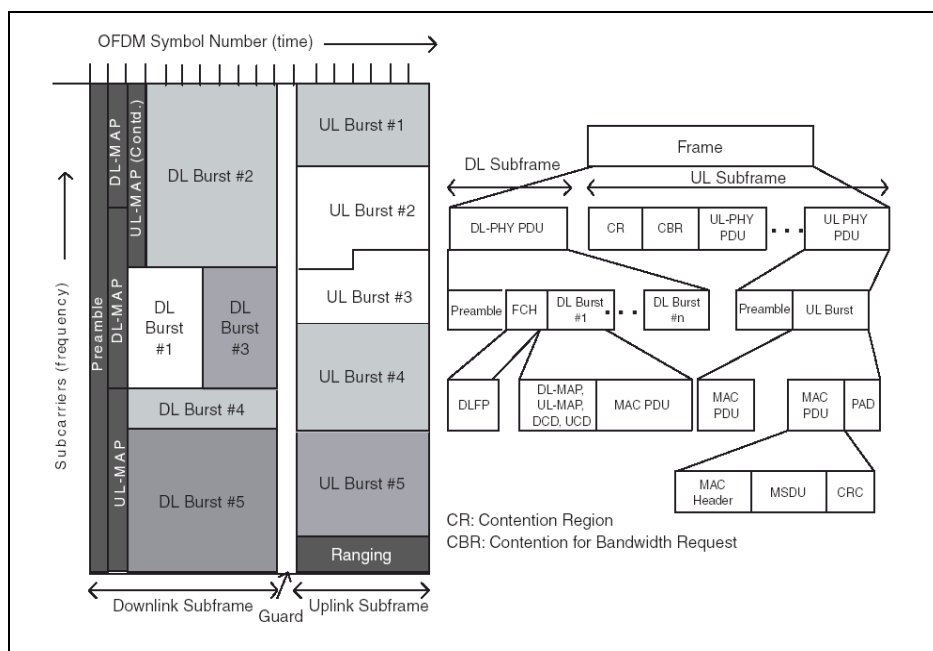 OFDM Symbol Number (time)
Subcarriers (frequency)
Preamble
DL-MAP
DL-MAP
UL-MAP
UL-MAP (Contd.)
DL Burst #2
DL
Burst
#1
DL
Burst
#3
DL Burst #4
DL Burst #5
UL Burst #1
UL Burst #2
UL Burst #3
UL Burst #4
UL Burst #5
Ranging
Downlink Subframe
Guard
Uplink Subframe
Frame
DL Subframe
UL Subframe
DL-PHY PDU
CR
CBR
UL-PHY
PDU
UL PHY
PDU
Preamble
FCH
DL Burst
#1
DL Burst
#n
Preamble
UL Burst
DLFP
DL-MAP,
UL-MAP,
DCD, UCD
MAC PDU
MAC
PDU
MAC
PDU
PAD
MAC
Header
MSDU
CRC
CR: Contention Region
CBR: Contention for Bandwidth Request